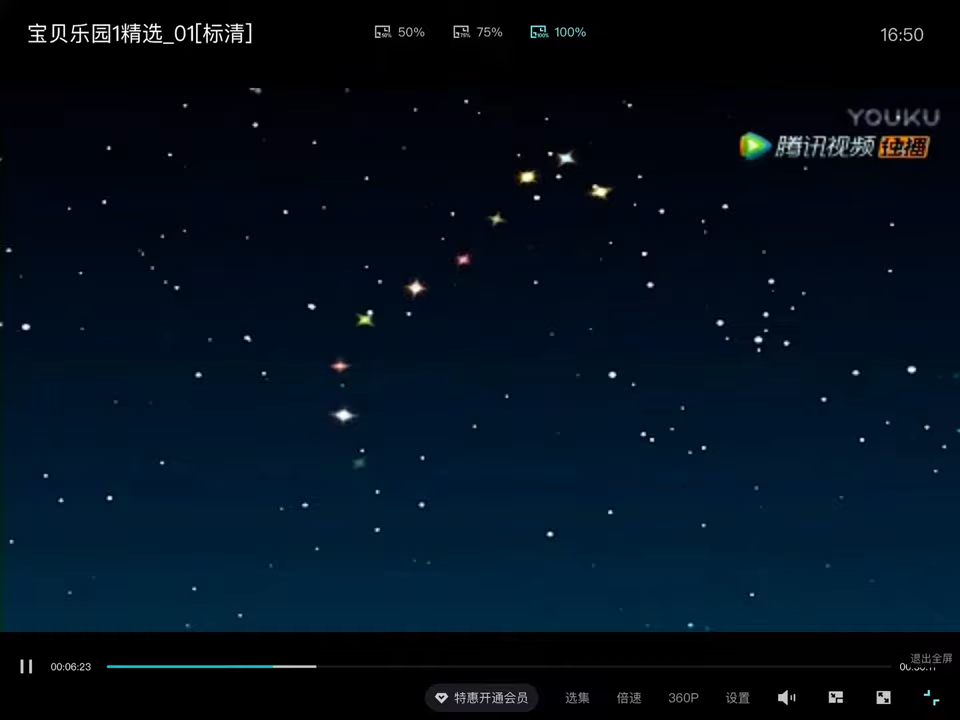 宝贝乐园1精选_01[标清]
50% 75% 100%
16:50
YOUKU
腾讯视频 独播
退出全屏
00:06:23
特惠开通会员 选集 倍速 360P 设置